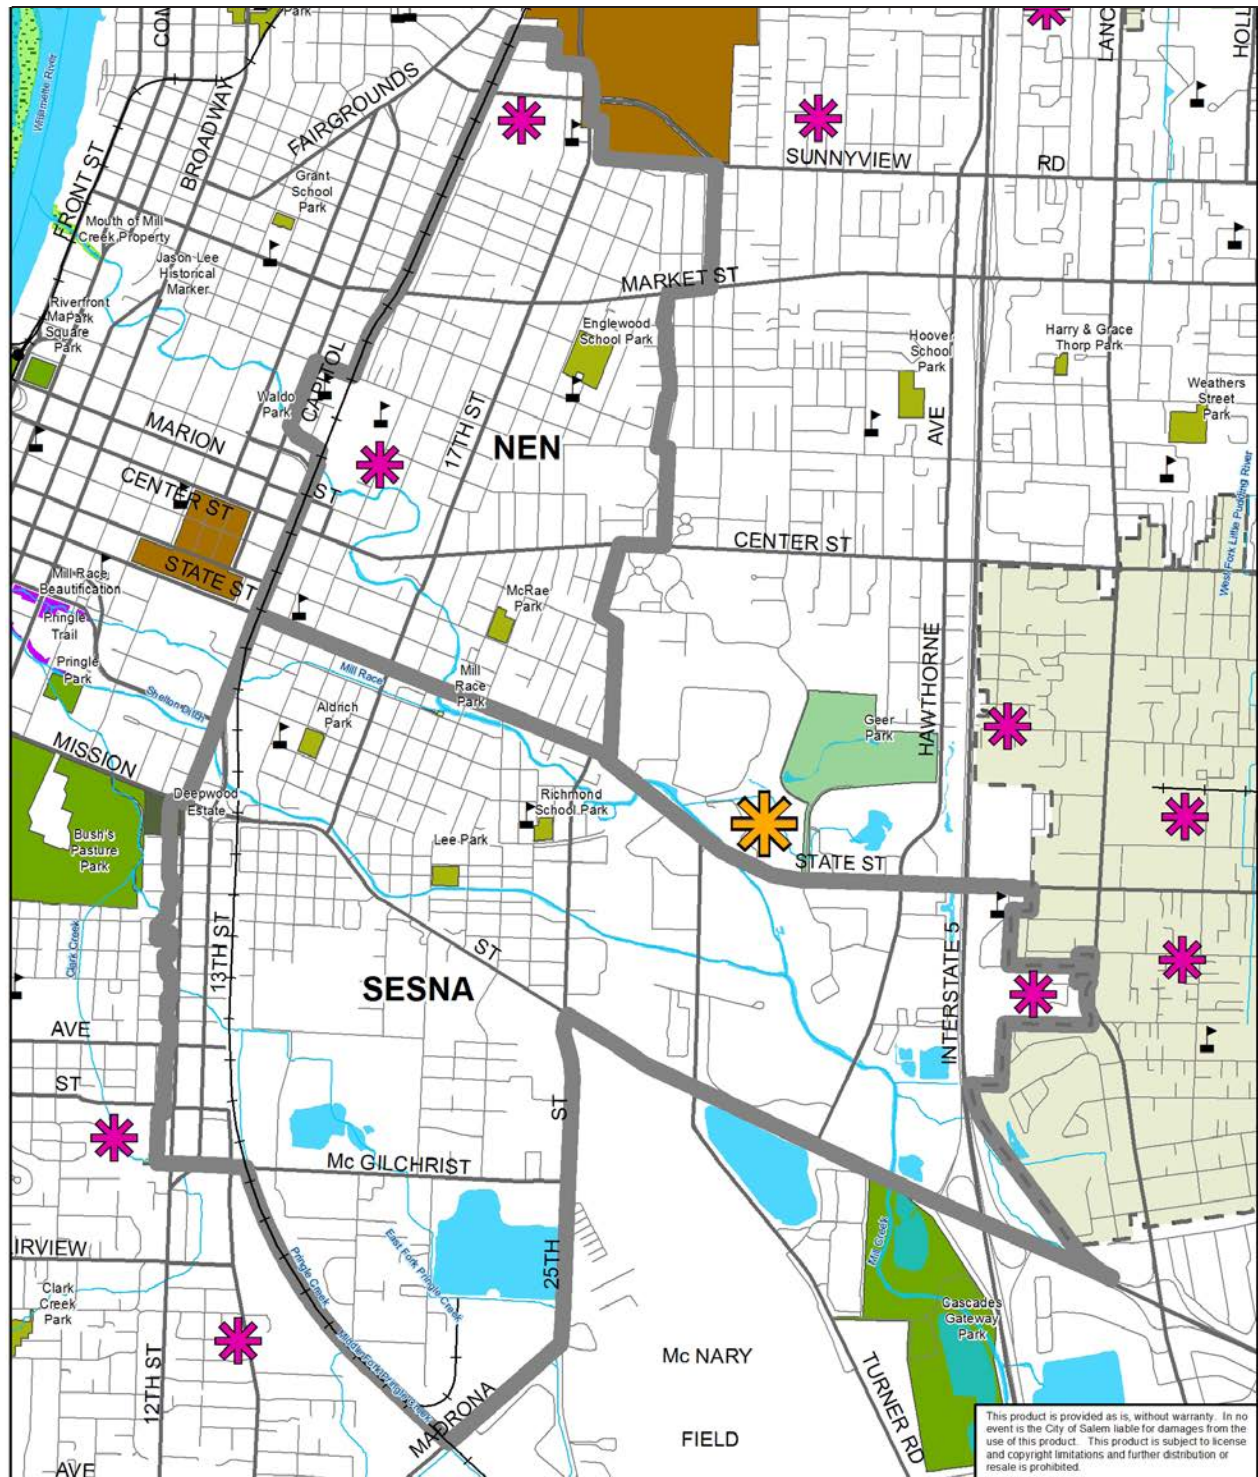 Park
COM
LANC
HOLL
Willamette River
BROADWAY
FAIRGROUNDS
FRONT ST
SUNNYVIEW
RD
Grant
School
Park
Mouth of Mill
Creek Property
Jason Lee
Historical
Marker
MARKET ST
Riverfront
Park
Square
Park
CAPITOL
Englewood
School Park
Hoover
School
Park
Harry & Grace
Thorp Park
Weathers
Street
Park
Waldo
Park
MARION
ST
17TH ST
NEN
AVE
CENTER ST
CENTER ST
West Fork Little Pudding River
STATE ST
Mill Race
Beautification
Pringle
Trail
Pringle
Park
McRae
Park
Mill Race
Mill
Race
Park
Shelton Ditch
Aldrich
Park
Geer
Park
HAWTHORNE
MISSION
Deepwood
Estate
Richmond
School Park
Bush's
Pasture
Park
Lee Park
STATE ST
Clark Creek
13TH ST
ST
SESNA
INTERSTATE 5
AVE
ST
ST
Mc GILCHRIST
IRVIEW
Pringle Creek
East Fork Pringle Creek
25TH
Mill Creek
Clark
Creek
Park
Cascades
Gateway
Park
12TH ST
Middle Fork Pringle Creek
Mc NARY
FIELD
MADRONA
TURNER RD
AVE
This product is provided as is, without warranty. In no
event is the City of Salem liable for damages from the
use of this product. This product is subject to license
and copyright limitations and further distribution or
resale is prohibited.